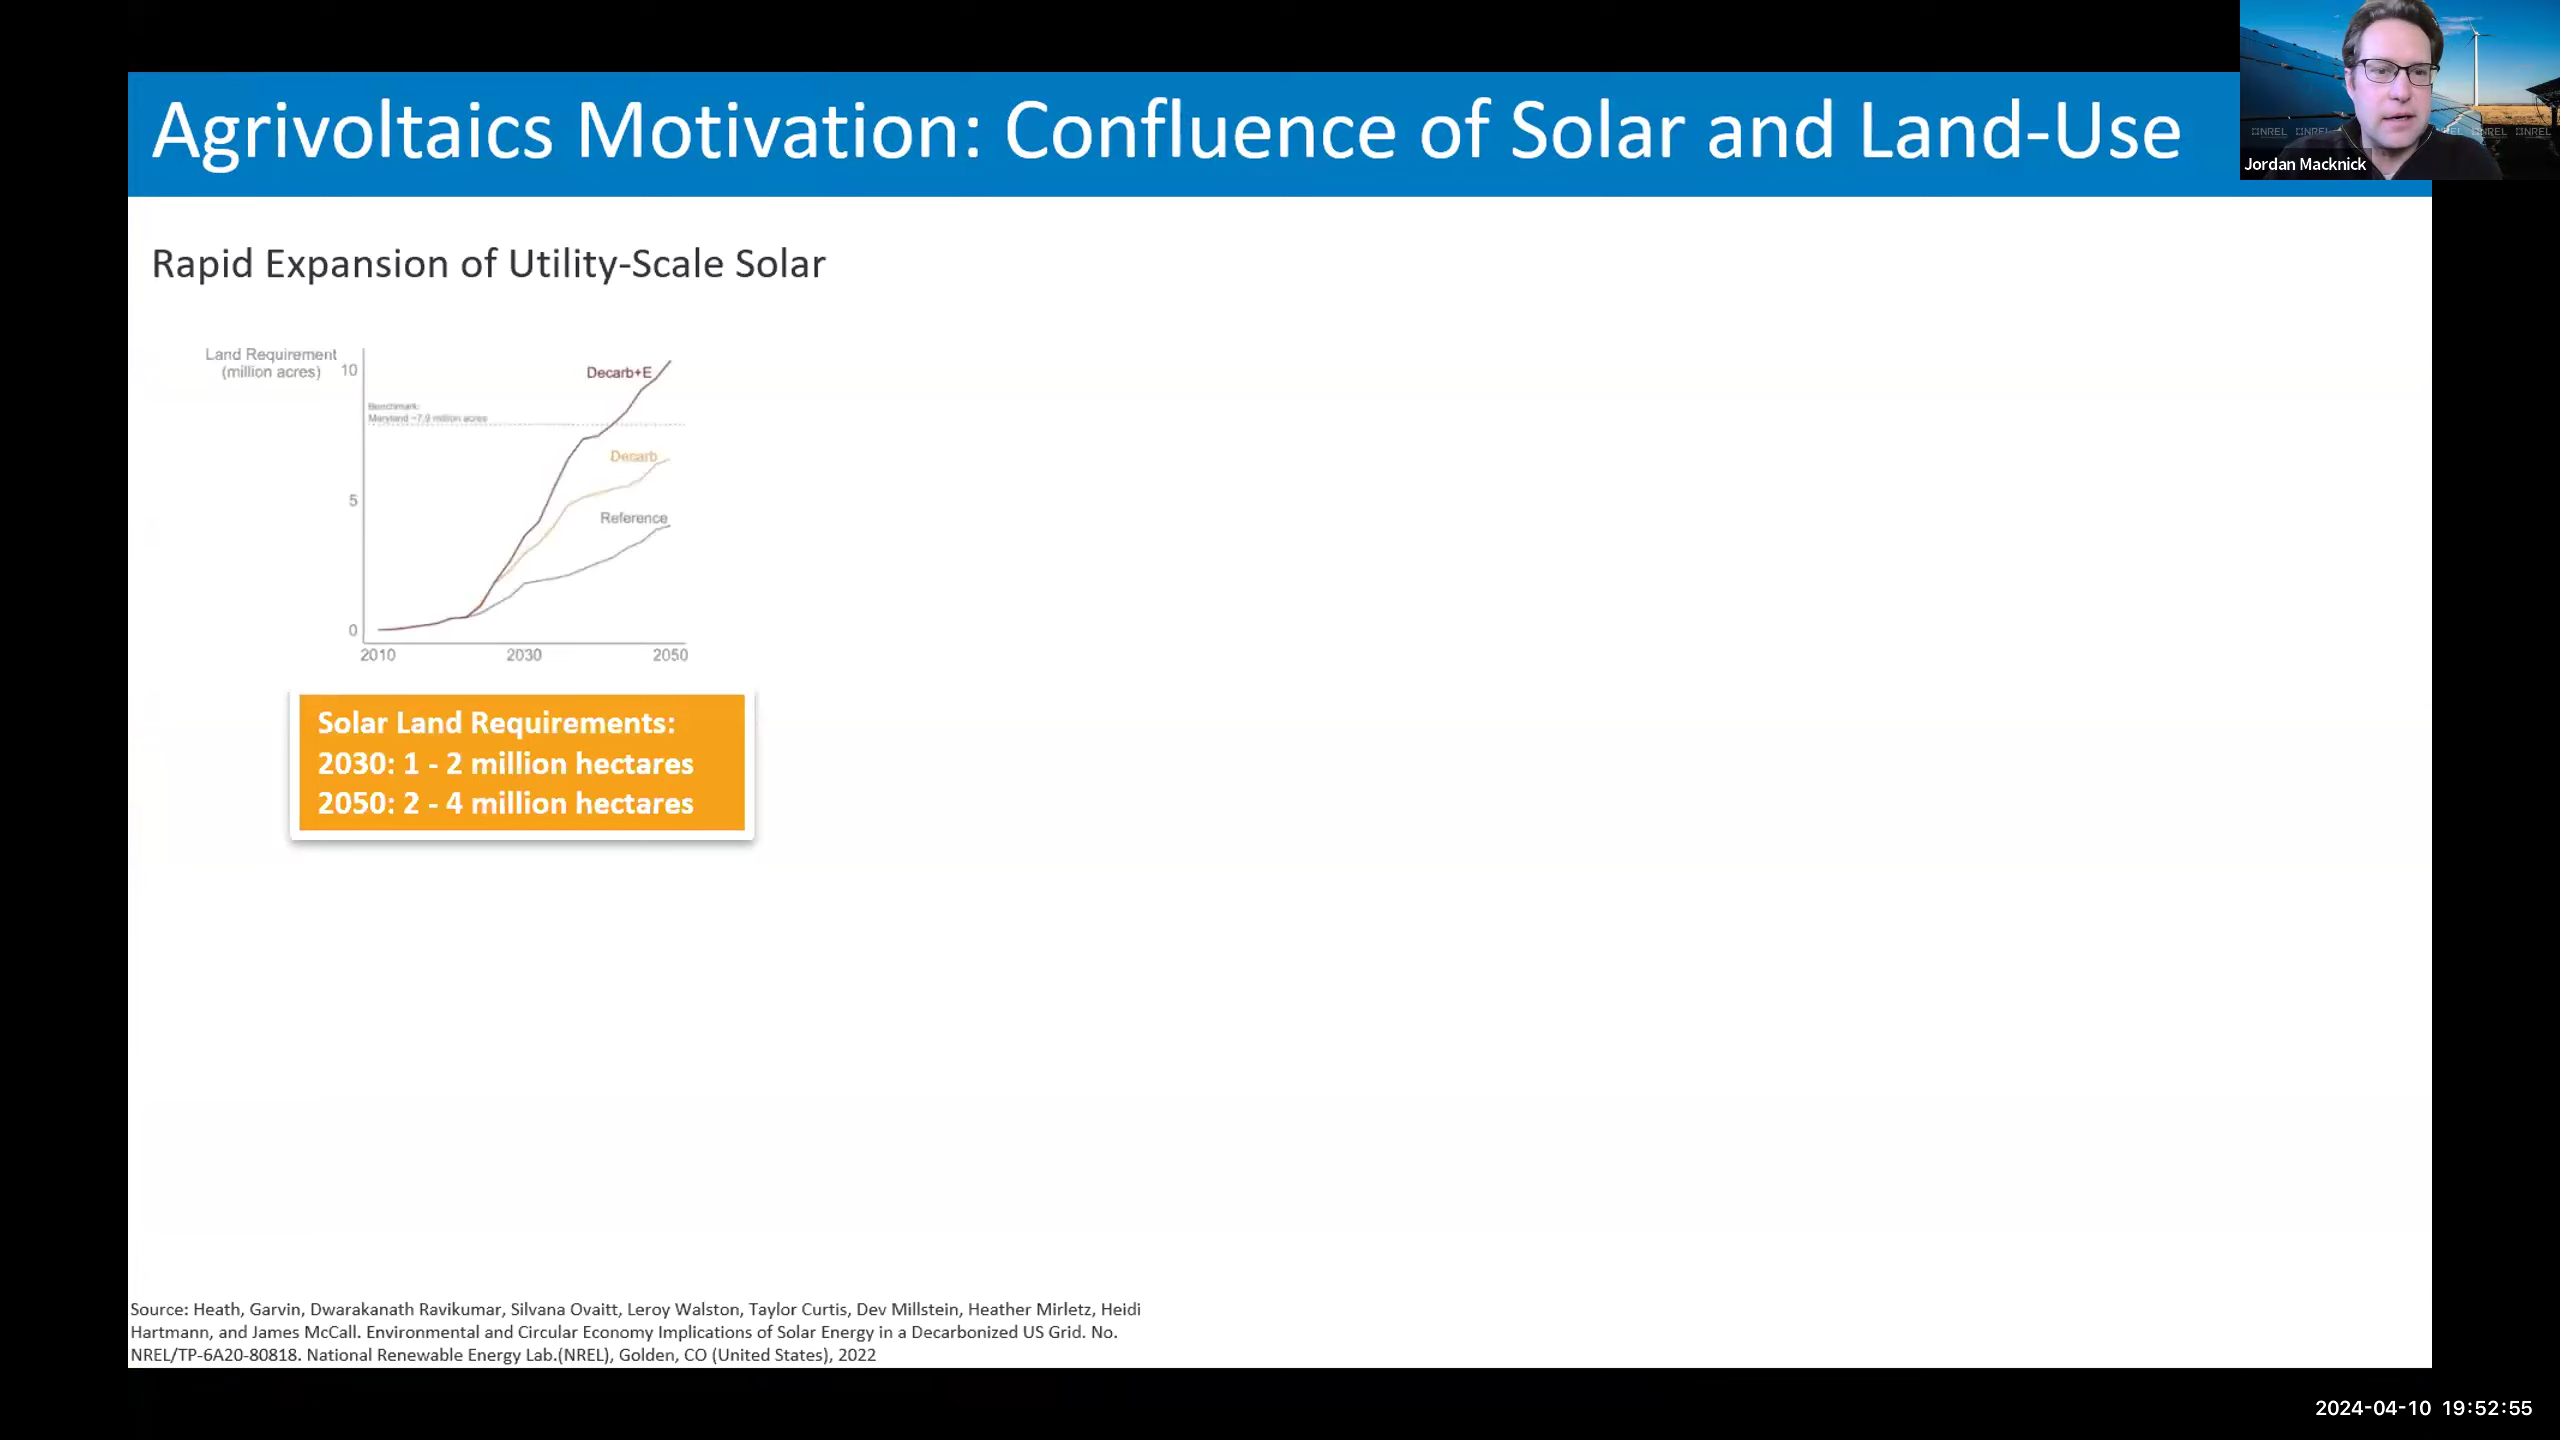 Agrivoltaics Motivation: Confluence of Solar and Land-Use
NREL NREL NREL NREL
Jordan Macknick
Rapid Expansion of Utility-Scale Solar
Land Requirement
(million acres)
10
Decarb+E
Benchmark:
Maryland ~7.9 million acres
Decarb
5
Reference
0
2010 2030 2050
Solar Land Requirements:
2030: 1 - 2 million hectares
2050: 2 - 4 million hectares
Source: Heath, Garvin, Dwarakanath Ravikumar, Silvana Ovaitt, Leroy Walston, Taylor Curtis, Dev Millstein, Heather Mirletz, Heidi
Hartmann, and James McCall. Environmental and Circular Economy Implications of Solar Energy in a Decarbonized US Grid. No.
NREL/TP-6A20-80818. National Renewable Energy Lab.(NREL), Golden, CO (United States), 2022
2024-04-10 19:52:55